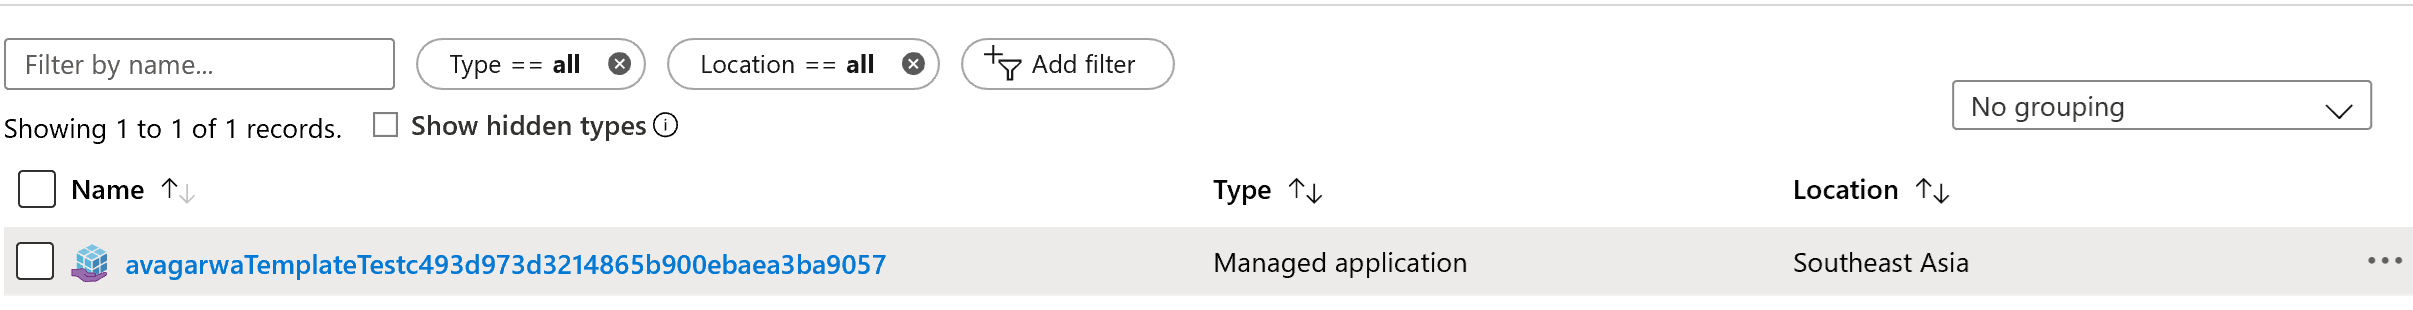 Filter by name...
Type == all
Location == all
Add filter
No grouping
Showing 1 to 1 of 1 records.
Show hidden types
Name
Type
Location
avagarwaTemplateTestc493d973d3214865b900ebaea3ba9057
Managed application
Southeast Asia